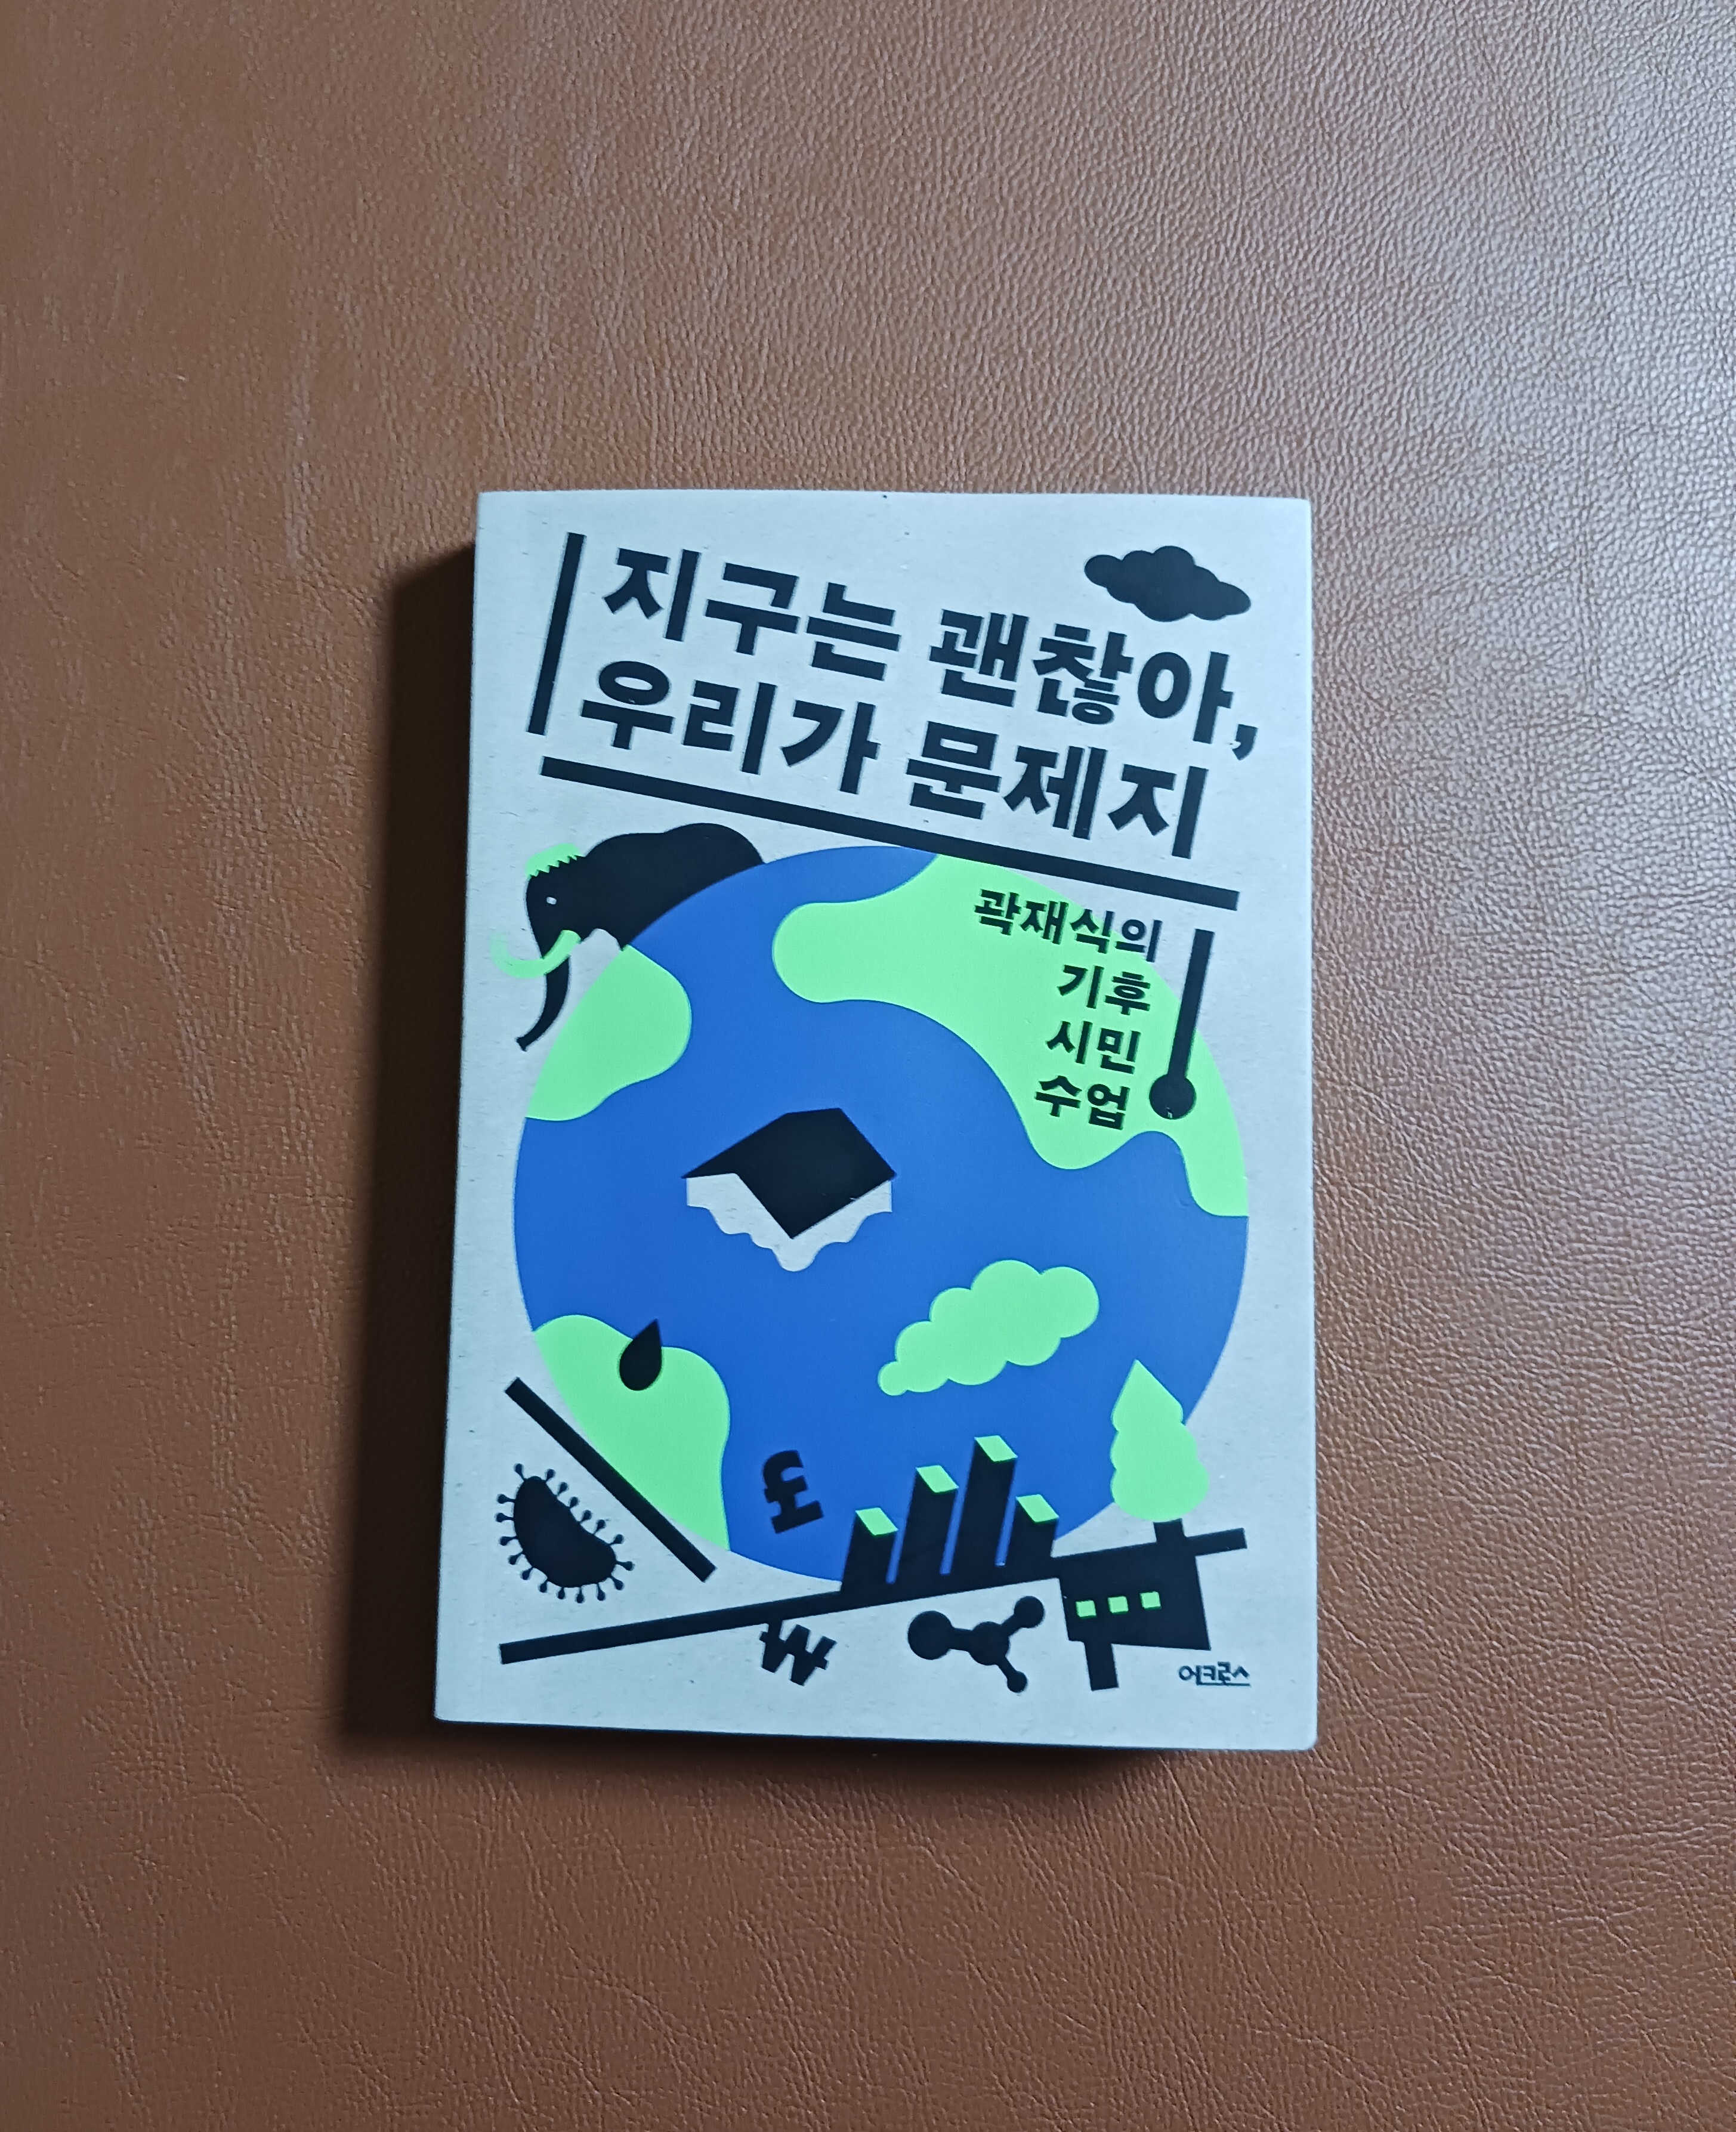 지구는 괜찮아,
우리가 문제지
곽재식의
기후
시민
수업
£
₩
어크로스